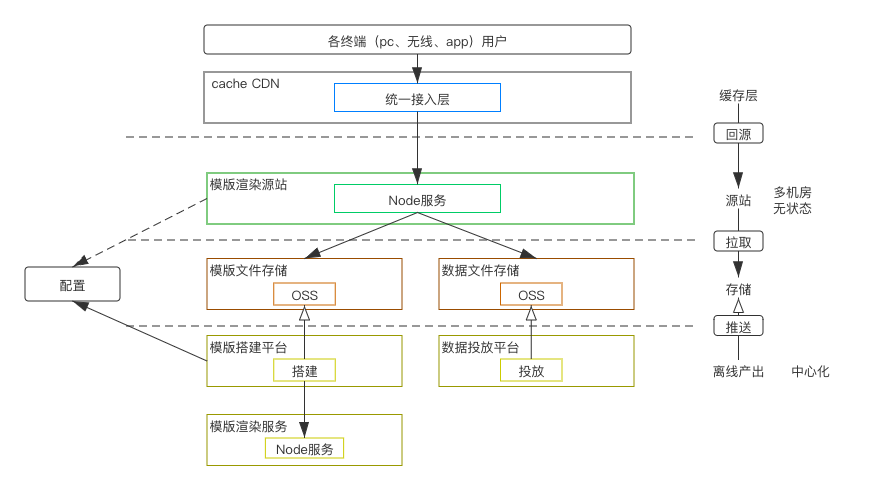 各终端（pc、无线、app）用户
cache CDN
统一接入层
缓存层
回源
模版渲染源站
Node服务
源站
多机房
无状态
拉取
模版文件存储
OSS
数据文件存储
OSS
配置
存储
推送
模版搭建平台
搭建
数据投放平台
投放
离线产出
中心化
模版渲染服务
Node服务